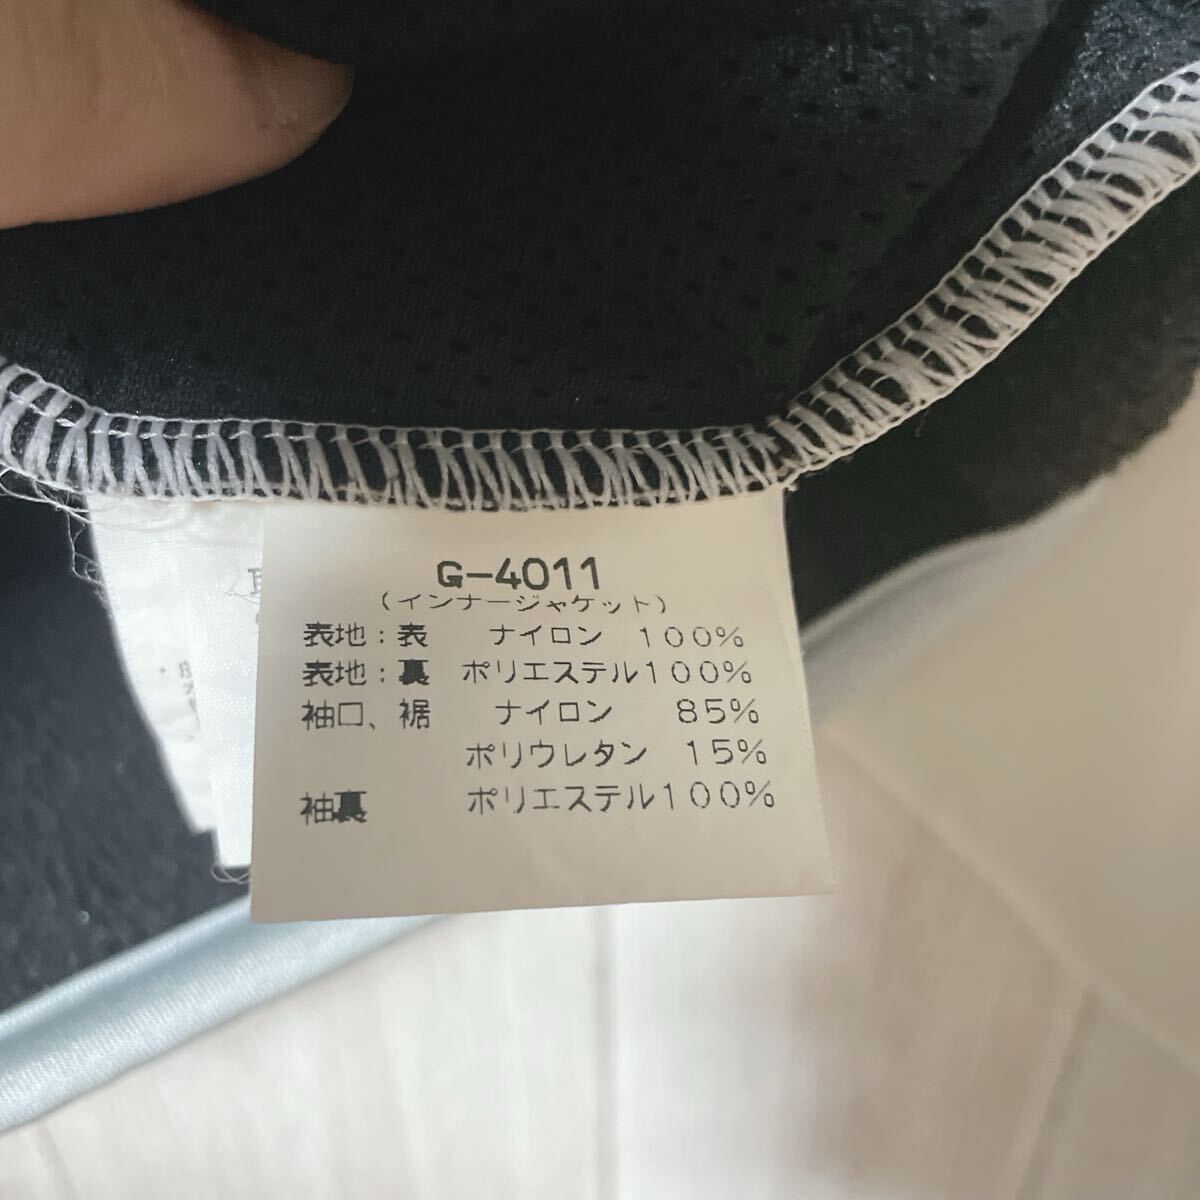 G-4011
(インナージャケット)
表地:表 ナイロン 100%
表地:裏 ポリエステル100%
袖口、裾 ナイロン 85%
ポリウレタン 15%
袖裏 ポリエステル100%